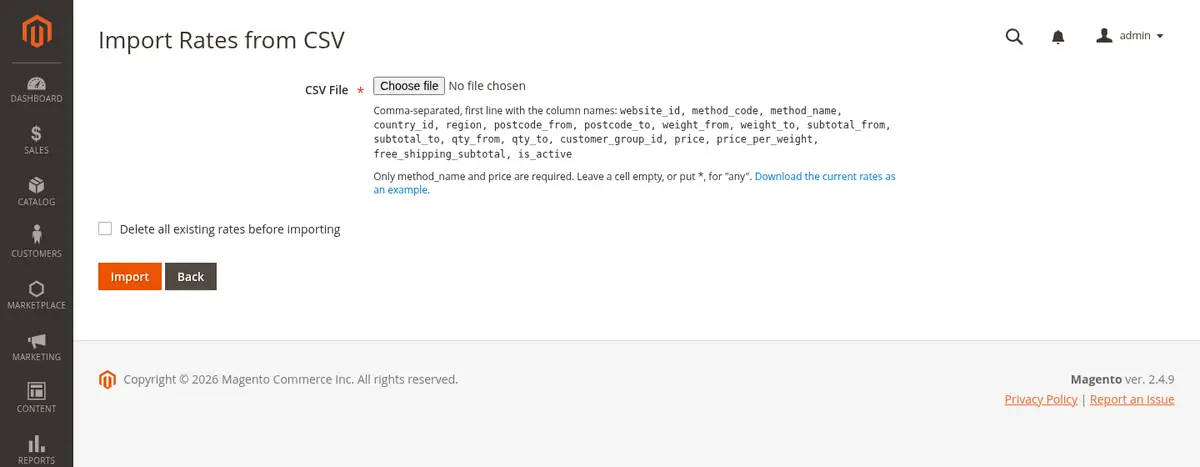 Import Rates from CSV
admin
DASHBOARD
SALES
CATALOG
CUSTOMERS
MARKETPLACE
MARKETING
CONTENT
REPORTS
CSV File *
Choose file No file chosen
Comma-separated, first line with the column names: website_id, method_code, method_name,
country_id, region, postcode_from, postcode_to, weight_from, weight_to, subtotal_from,
subtotal_to, qty_from, qty_to, customer_group_id, price, price_per_weight,
free_shipping_subtotal, is_active
Only method_name and price are required. Leave a cell empty, or put *, for "any". Download the current rates as
an example.
Delete all existing rates before importing
Import Back
Copyright © 2026 Magento Commerce Inc. All rights reserved.
Magento ver. 2.4.9
Privacy Policy | Report an Issue